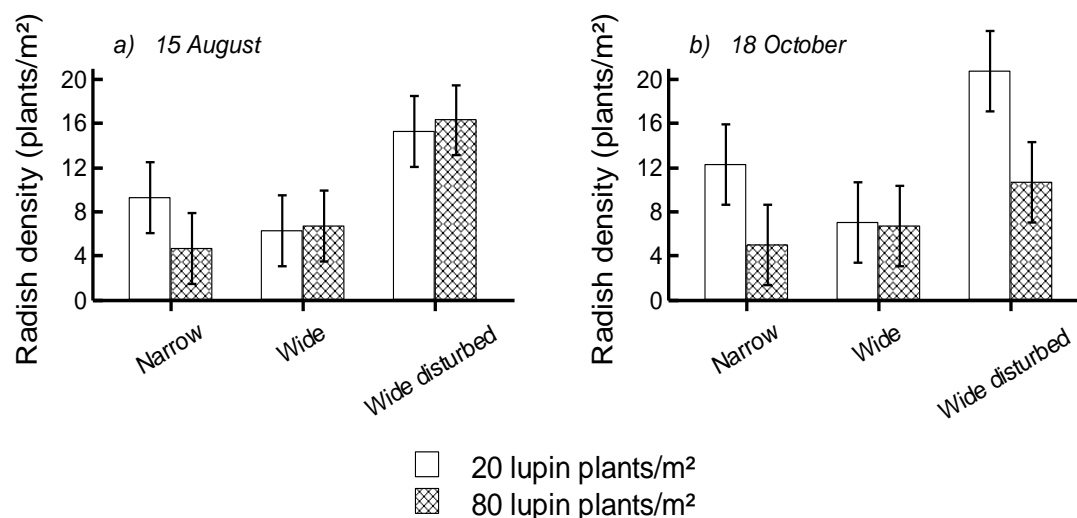 a) 15 August
Radish density (plants/m²)
20
16
12
8
4
0
Narrow
Wide
Wide disturbed
b) 18 October
Radish density (plants/m²)
20
16
12
8
4
0
Narrow
Wide
Wide disturbed
20 lupin plants/m²
80 lupin plants/m²